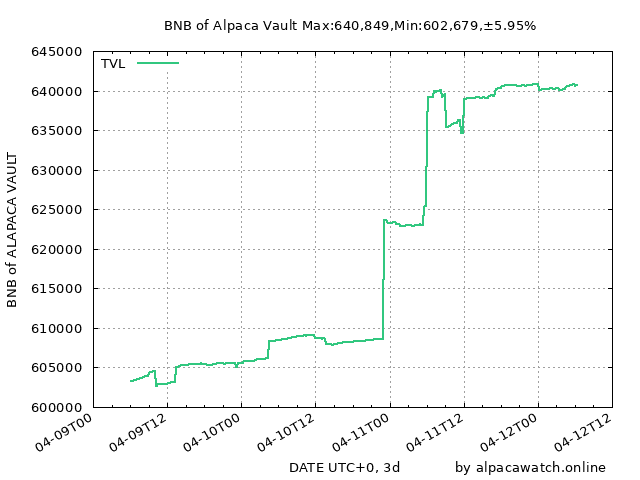 BNB of Alpaca Vault Max:640,849,Min:602,679,±5.95%
TVL
BNB of ALAPACA VAULT
645000
640000
635000
630000
625000
620000
615000
610000
605000
600000
04-09T00
04-09T12
04-10T00
04-10T12
04-11T00
04-11T12
04-12T00
04-12T12
DATE UTC+0, 3d
by alpacawatch.online